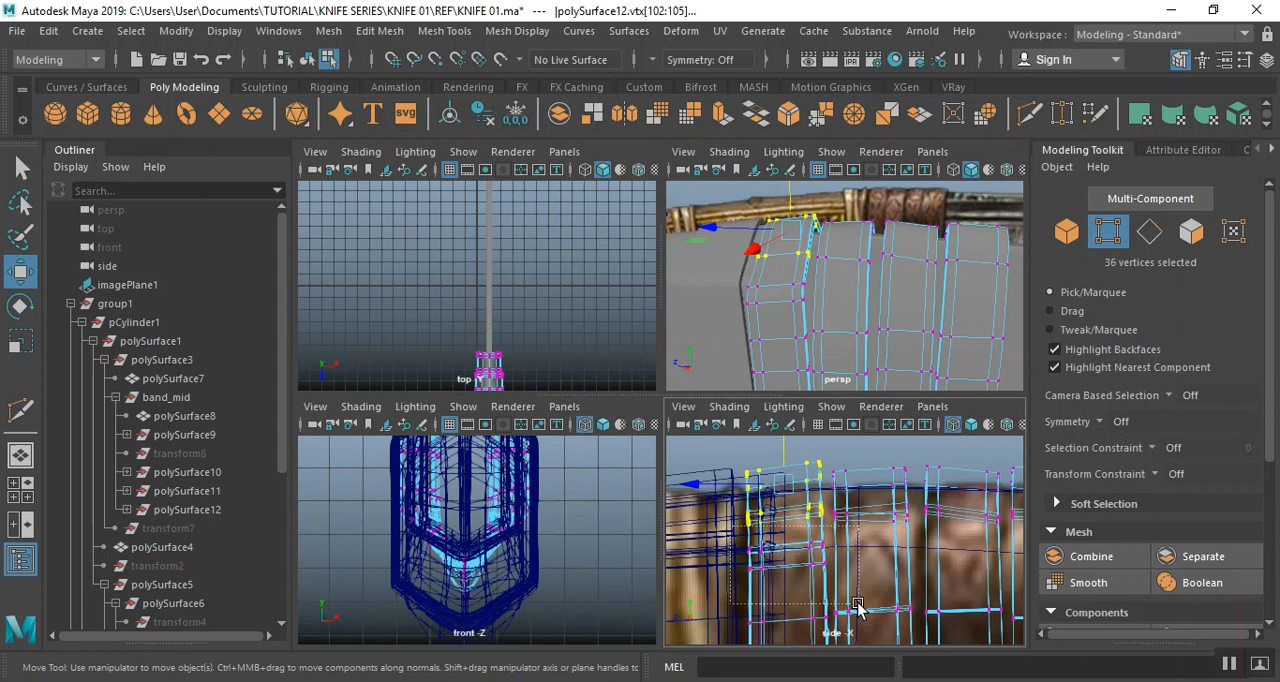 Autodesk Maya 2019: C:\Users\User\Documents\TUTORIAL\KNIFE SERIES\KNIFE 01\REF\KNIFE 01.ma* --- |polySurface12.vtx[102:105]...
File Edit Create Select Modify Display Windows Mesh Edit Mesh Mesh Tools Mesh Display Curves Surfaces Deform UV Generate Cache Substance Arnold Help Workspace : Modeling - Standard*
Modeling No Live Surface Symmetry: Off Sign In
Curves / Surfaces Poly Modeling Sculpting Rigging Animation Rendering FX FX Caching Custom Bifrost MASH Motion Graphics XGen VRay
SVG
0,0,0
Outliner
Display Show Help
Search...
persp
top
front
side
imagePlane1
group1
pCylinder1
polySurface1
polySurface3
polySurface7
band_mid
polySurface8
polySurface9
transform8
polySurface10
polySurface11
polySurface12
transform7
polySurface4
transform2
polySurface5
polySurface6
transform4
View Shading Lighting Show Renderer Panels
top -Y
View Shading Lighting Show Renderer Panels
persp
View Shading Lighting Show Renderer Panels
front -Z
View Shading Lighting Show Renderer Panels
side -X
Modeling Toolkit Attribute Editor C
Object Help
Multi-Component
36 vertices selected
Pick/Marquee
Drag
Tweak/Marquee
Highlight Backfaces
Highlight Nearest Component
Camera Based Selection Off
Symmetry Off
Selection Constraint Off 0
Transform Constraint Off
Soft Selection
Mesh
Combine Separate
Smooth Boolean
Components
Move Tool: Use manipulator to move object(s). Ctrl+MMB+drag to move components along normals. Shift+drag manipulator axis or plane handles to
MEL